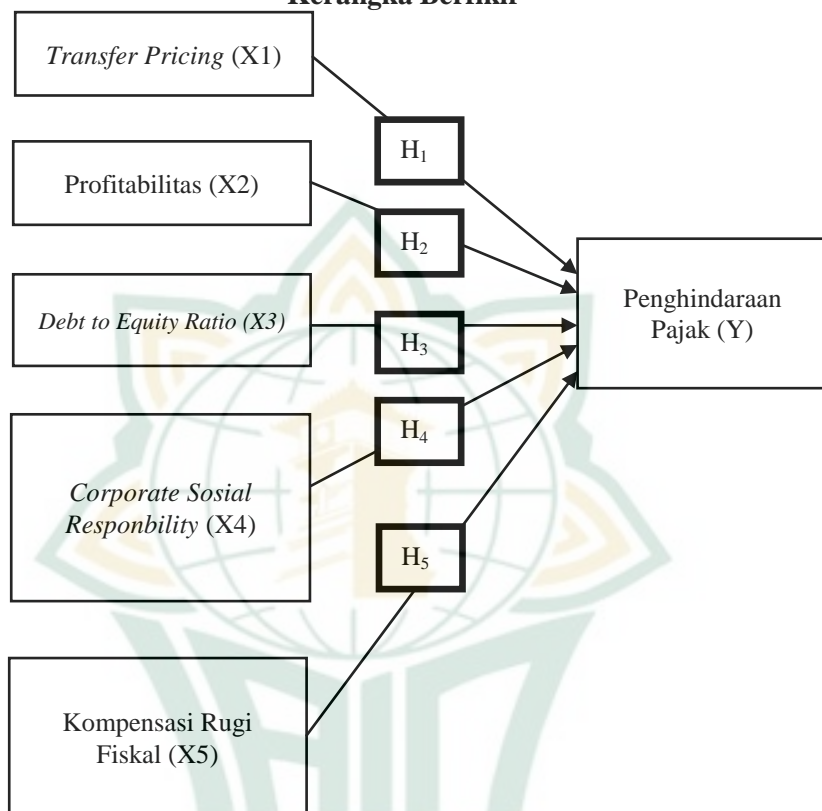 Kerangka Berfikir
Transfer Pricing (X1)
H₁
Profitabilitas (X2)
H₂
Penghindaraan
Pajak (Y)
Debt to Equity Ratio (X3)
H₃
H₄
Corporate Sosial
Responbility (X4)
H₅
Kompensasi Rugi
Fiskal (X5)